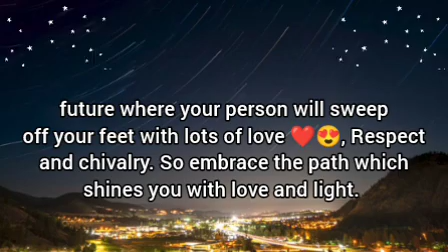 future where your person will sweep
off your feet with lots of love ❤️😍, Respect
and chivalry. So embrace the path which
shines you with love and light.